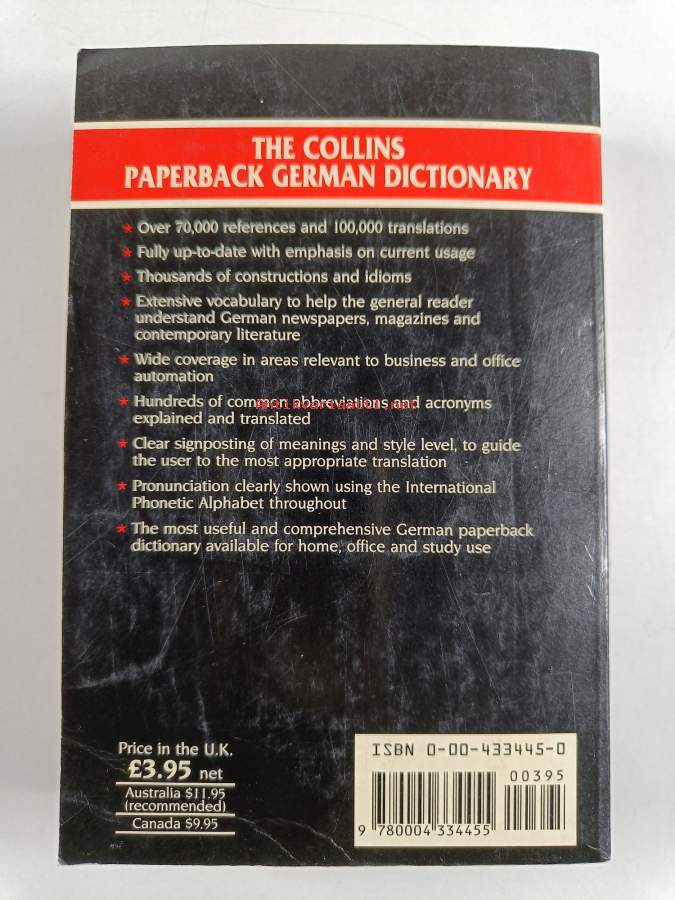 THE COLLINS
PAPERBACK GERMAN DICTIONARY
* Over 70,000 references and 100,000 translations
* Fully up-to-date with emphasis on current usage
* Thousands of constructions and idioms
* Extensive vocabulary to help the general reader
understand German newspapers, magazines and
contemporary literature
* Wide coverage in areas relevant to business and office
automation
* Hundreds of common abbreviations and acronyms
explained and translated
* Clear signposting of meanings and style level, to guide
the user to the most appropriate translation
* Pronunciation clearly shown using the International
Phonetic Alphabet throughout
* The most useful and comprehensive German paperback
dictionary available for home, office and study use
Price in the U.K.
£3.95 net
Australia $11.95
(recommended)
Canada $9.95
ISBN 0-00-433445-0
00395
9 780004 334455